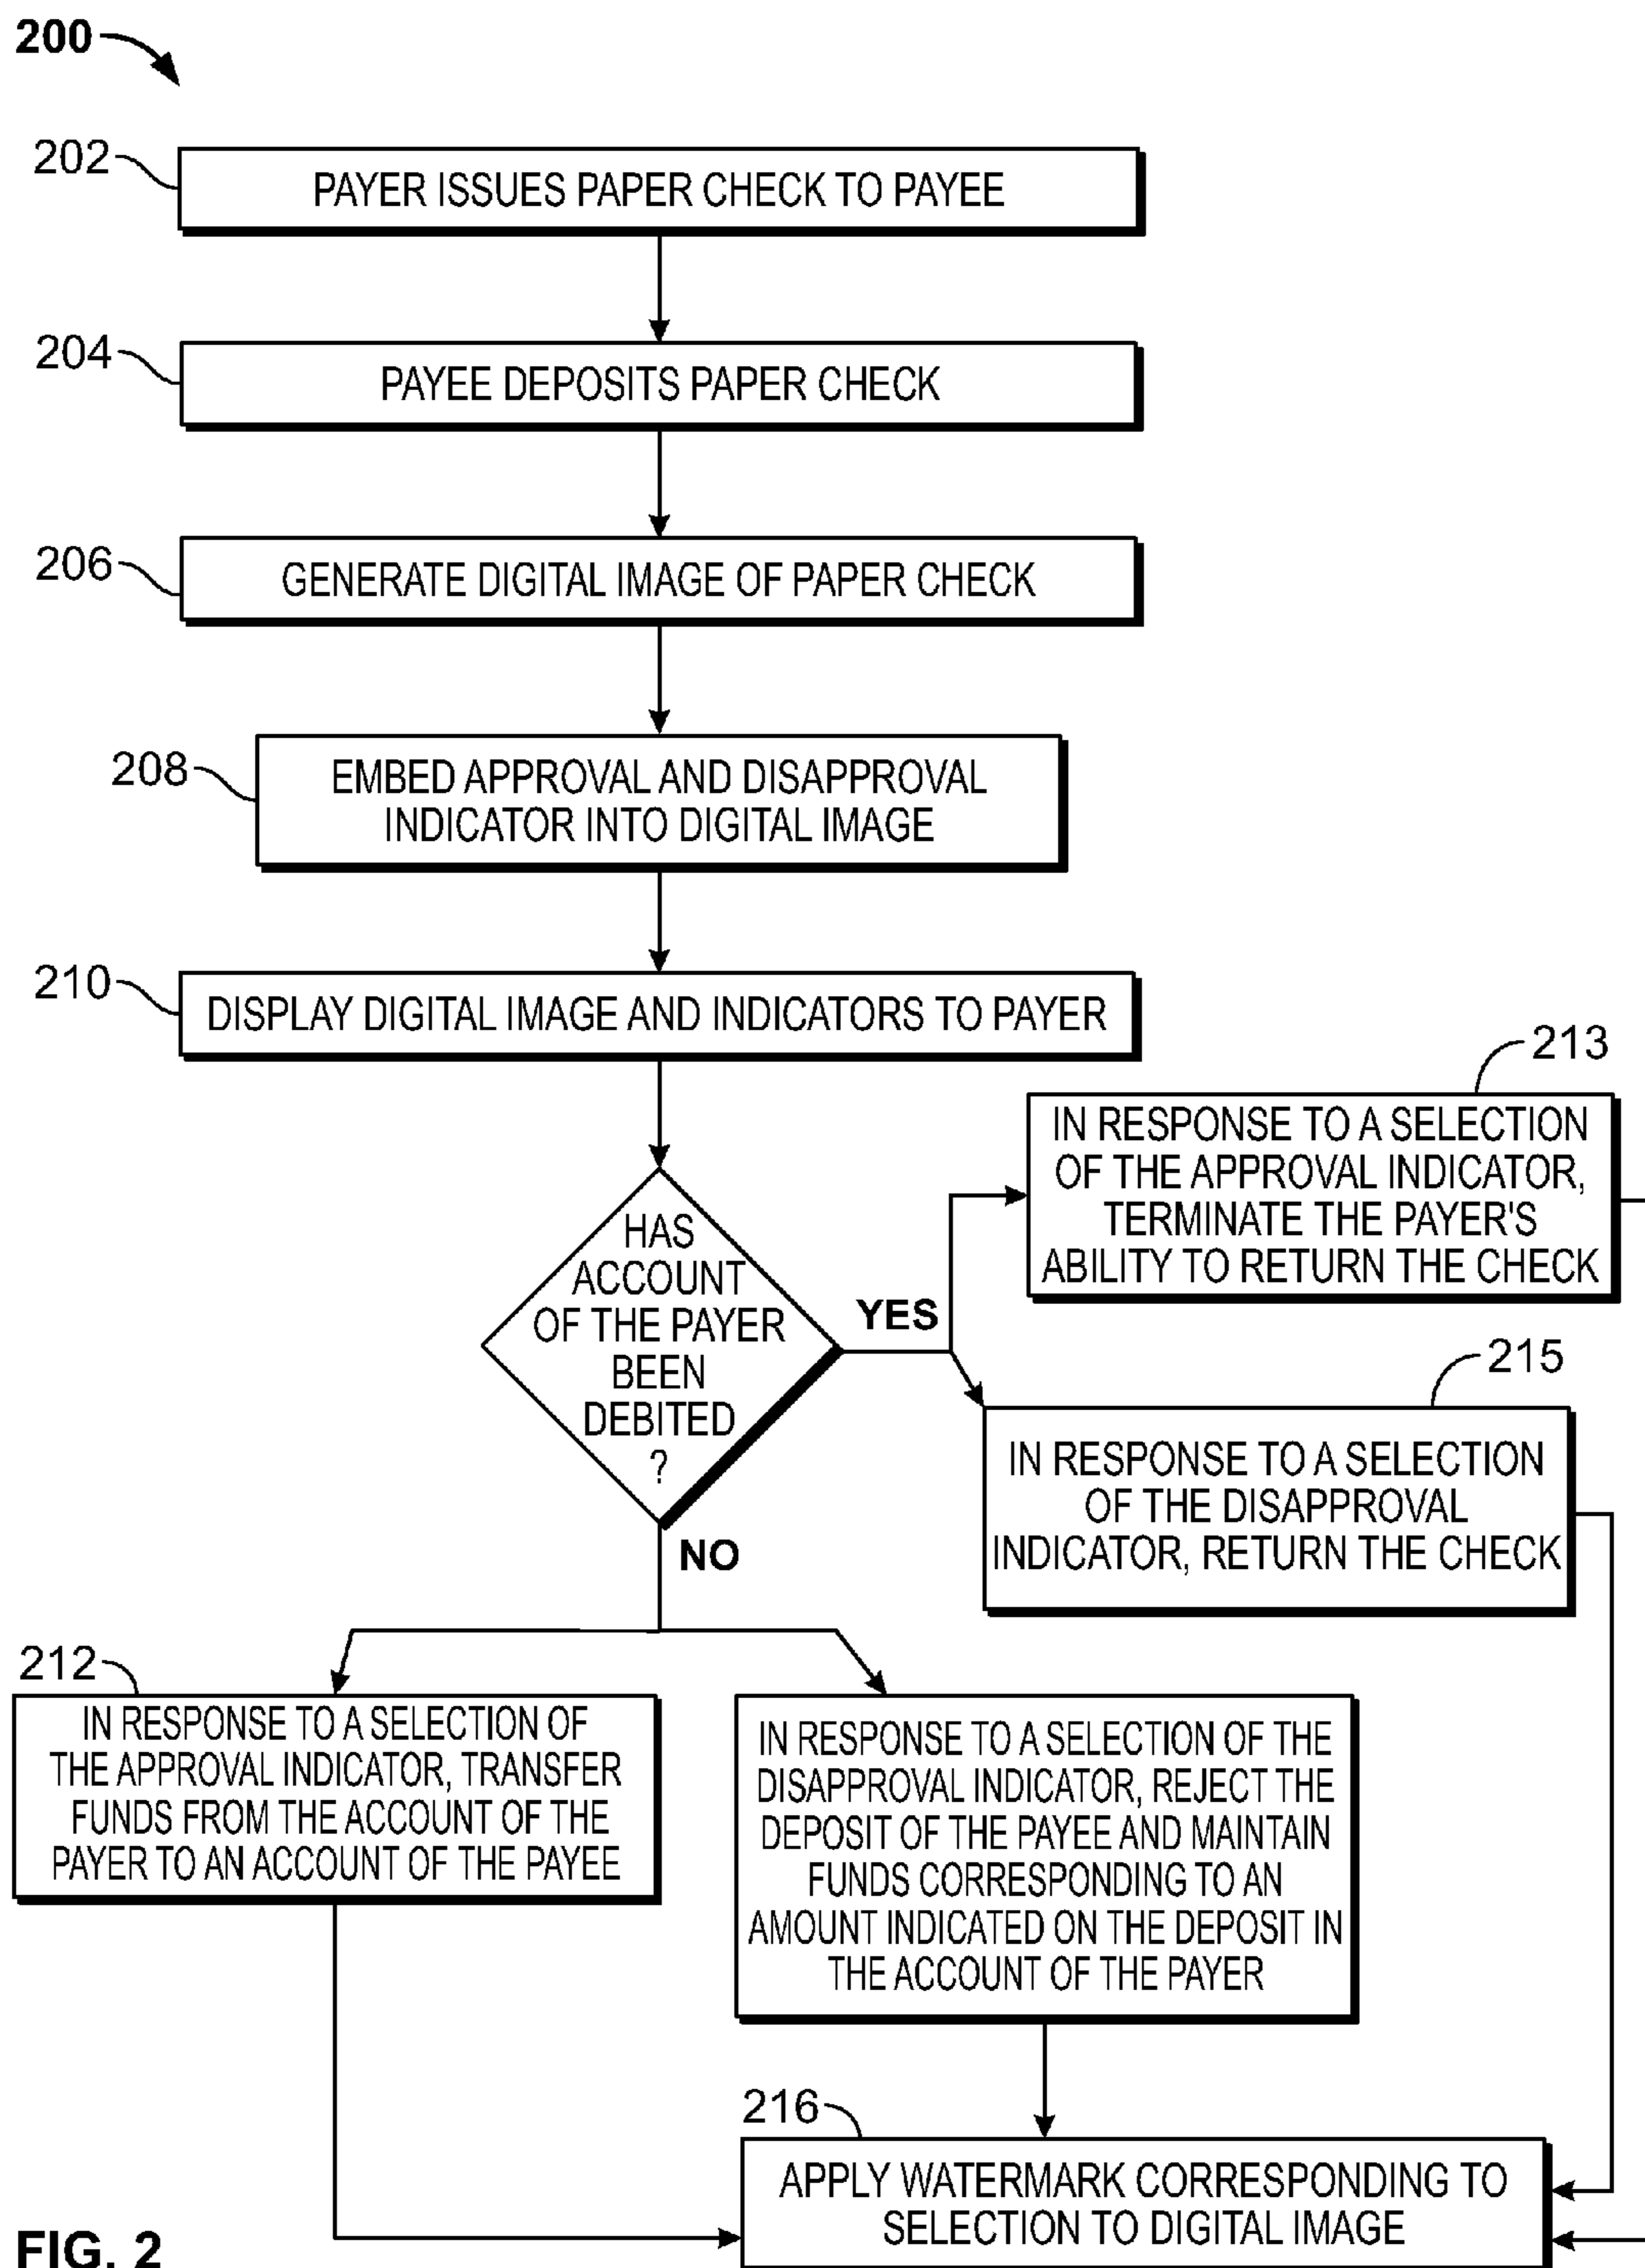 200
202
PAYER ISSUES PAPER CHECK TO PAYEE
204
PAYEE DEPOSITS PAPER CHECK
206
GENERATE DIGITAL IMAGE OF PAPER CHECK
208
EMBED APPROVAL AND DISAPPROVAL
INDICATOR INTO DIGITAL IMAGE
210
DISPLAY DIGITAL IMAGE AND INDICATORS TO PAYER
HAS
ACCOUNT
OF THE PAYER
BEEN
DEBITED
?
YES
213
IN RESPONSE TO A SELECTION
OF THE APPROVAL INDICATOR,
TERMINATE THE PAYER'S
ABILITY TO RETURN THE CHECK
215
IN RESPONSE TO A SELECTION
OF THE DISAPPROVAL
INDICATOR, RETURN THE CHECK
NO
212
IN RESPONSE TO A SELECTION OF
THE APPROVAL INDICATOR, TRANSFER
FUNDS FROM THE ACCOUNT OF THE
PAYER TO AN ACCOUNT OF THE PAYEE
IN RESPONSE TO A SELECTION OF THE
DISAPPROVAL INDICATOR, REJECT THE
DEPOSIT OF THE PAYEE AND MAINTAIN
FUNDS CORRESPONDING TO AN
AMOUNT INDICATED ON THE DEPOSIT IN
THE ACCOUNT OF THE PAYER
216
APPLY WATERMARK CORRESPONDING TO
SELECTION TO DIGITAL IMAGE
FIG. 2